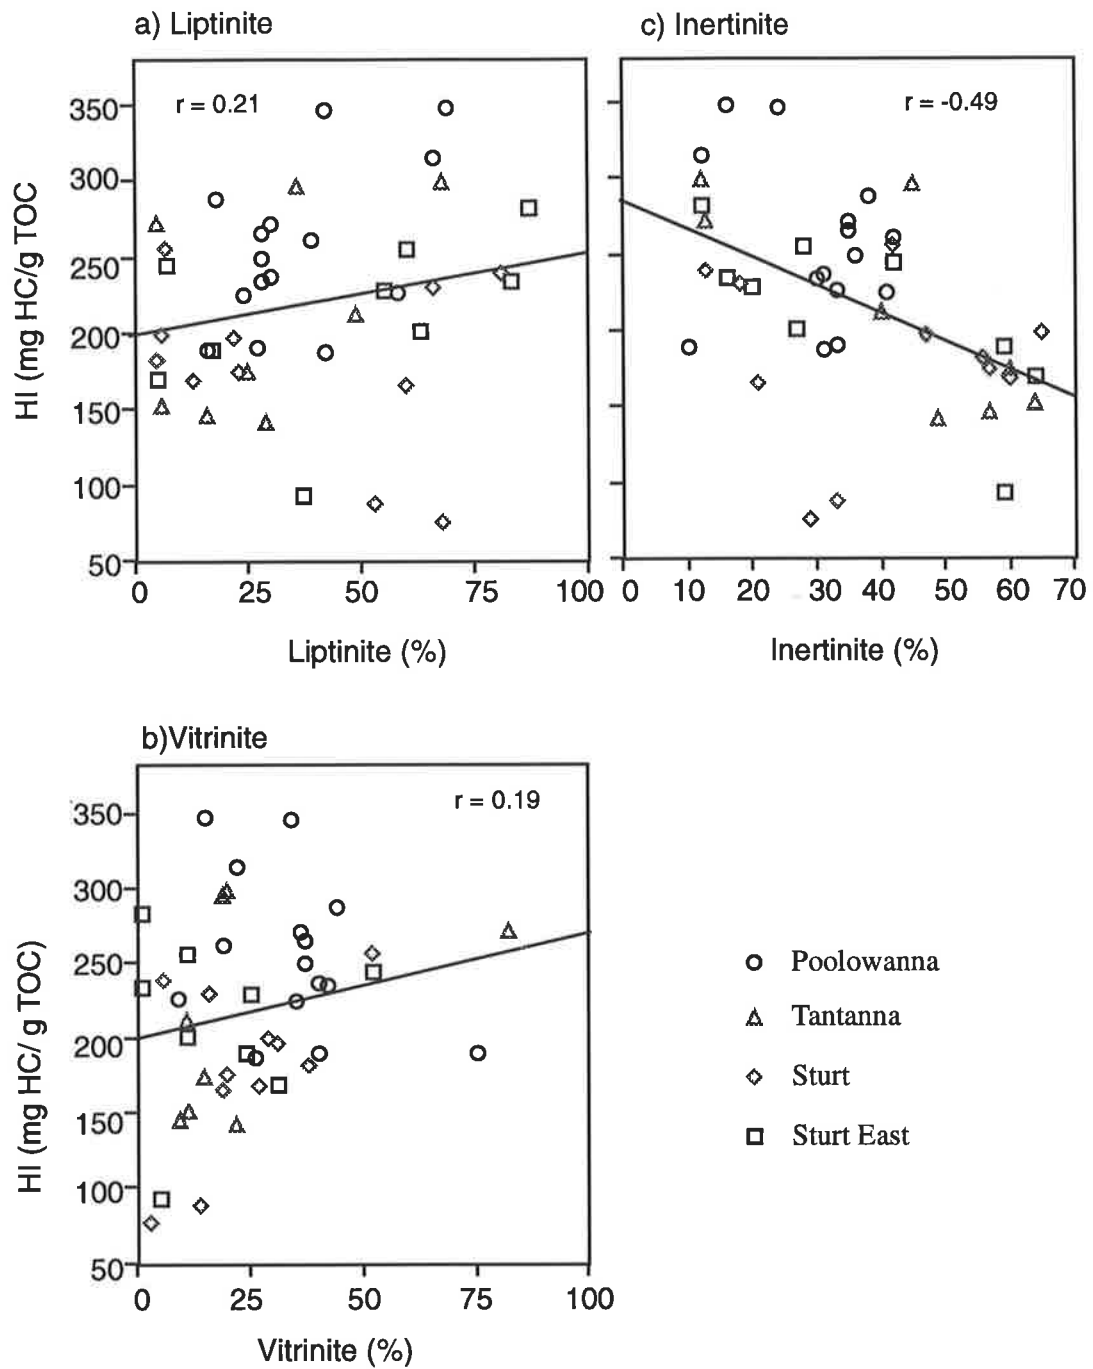 a) Liptinite
r = 0.21
350
300
250
200
150
100
50
HI (mg HC/g TOC
0 25 50 75 100
Liptinite (%)
c) Inertinite
r = -0.49
0 10 20 30 40 50 60 70
Inertinite (%)
b)Vitrinite
r = 0.19
350
300
250
200
150
100
50
HI (mg HC/ g TOC)
0 25 50 75 100
Vitrinite (%)
Poolowanna
Tantanna
Sturt
Sturt East